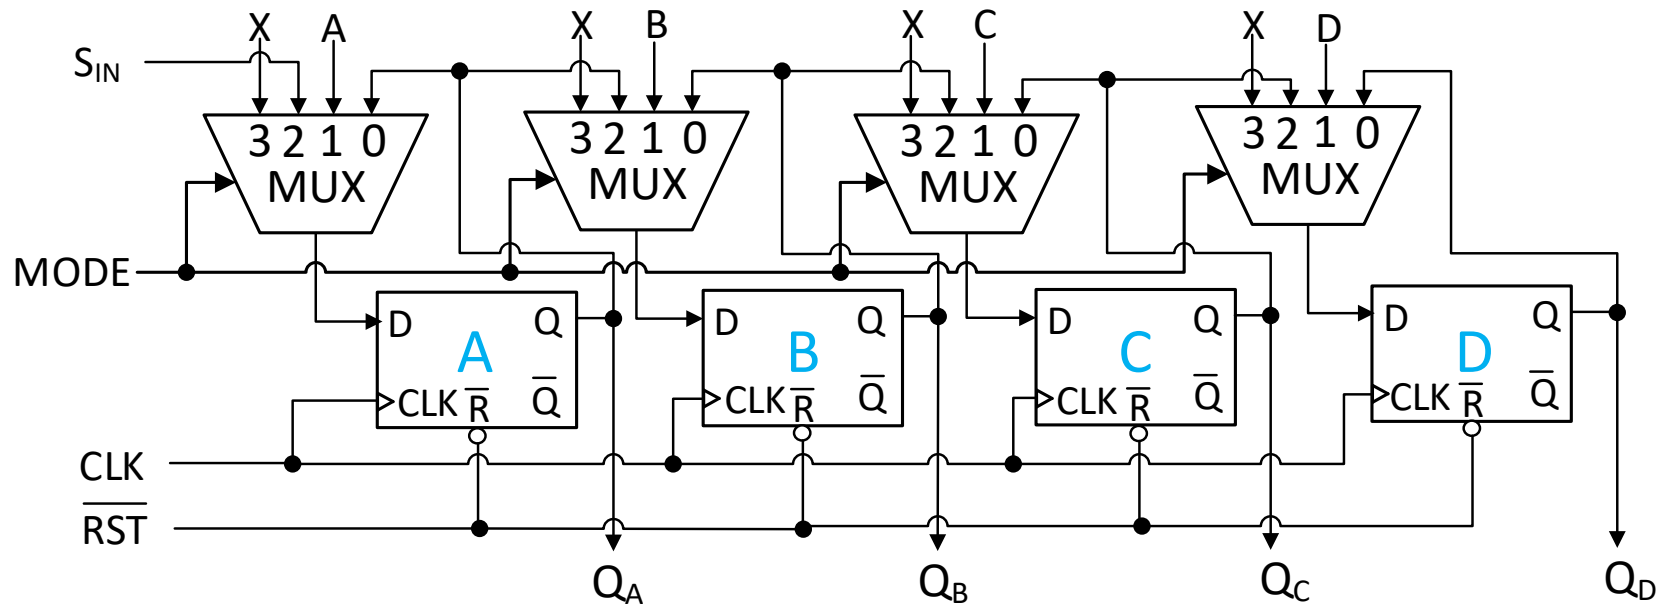 X A X B X C X D
S_IN
3 2 1 0 3 2 1 0 3 2 1 0 3 2 1 0
MUX MUX MUX MUX
MODE
D Q D Q D Q D Q
A B C D
CLK R̅ Q̅ CLK R̅ Q̅ CLK R̅ Q̅ CLK R̅ Q̅
CLK
R̅S̅T̅
Q_A Q_B Q_C Q_D